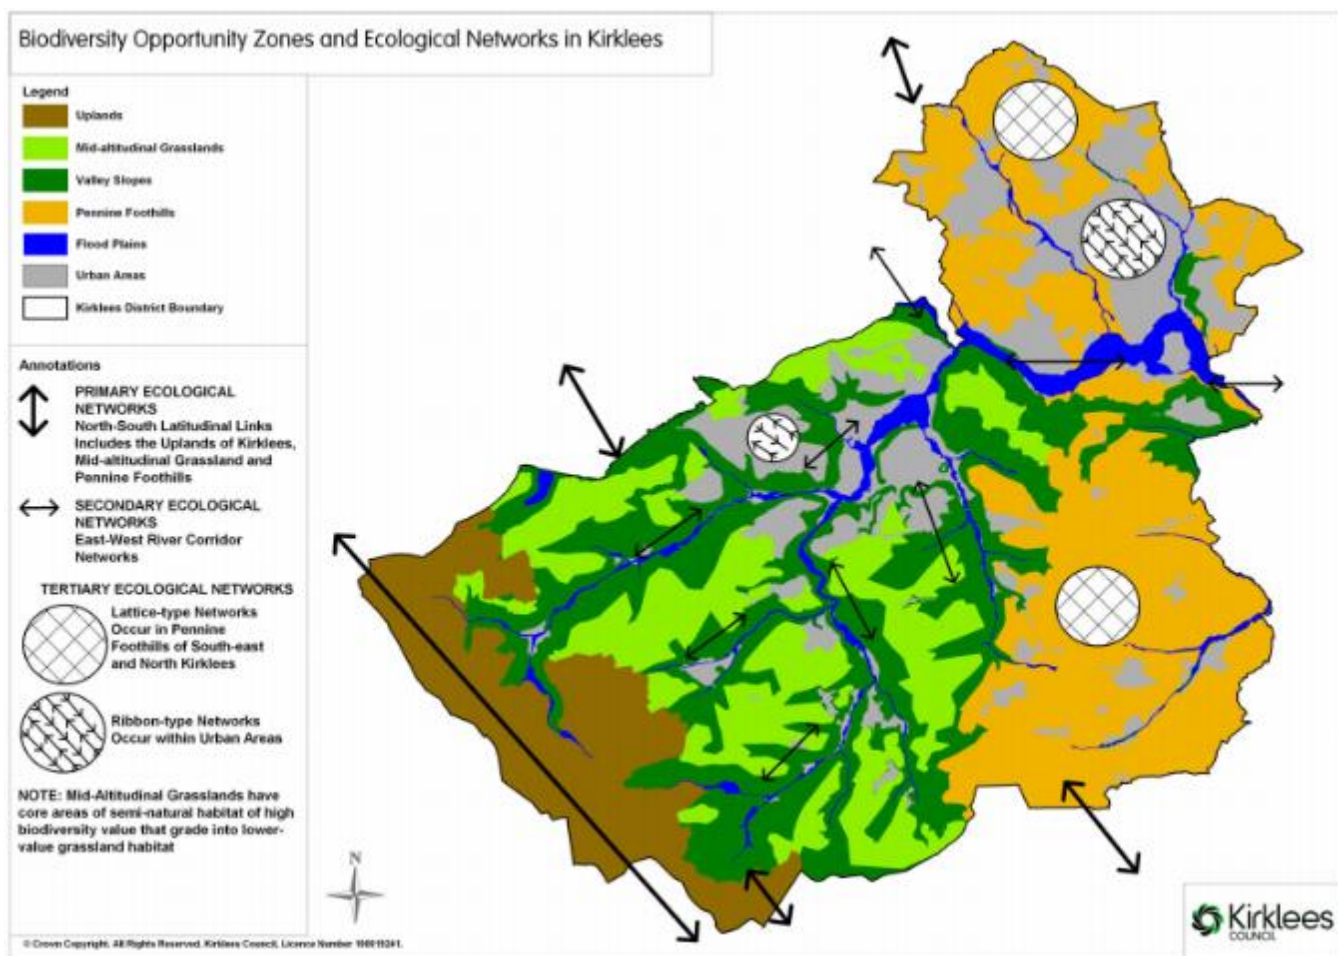 Biodiversity Opportunity Zones and Ecological Networks in Kirklees
Legend
Uplands
Mid-altitudinal Grasslands
Valley Slopes
Pennine Foothills
Flood Plains
Urban Areas
Kirklees District Boundary
Annotations
PRIMARY ECOLOGICAL
NETWORKS
North-South Latitudinal Links
Includes the Uplands of Kirklees,
Mid-altitudinal Grassland and
Pennine Foothills
SECONDARY ECOLOGICAL
NETWORKS
East-West River Corridor
Networks
TERTIARY ECOLOGICAL NETWORKS
Lattice-type Networks
Occur in Pennine
Foothills of South-east
and North Kirklees
Ribbon-type Networks
Occur within Urban Areas
NOTE: Mid-Altitudinal Grasslands have
core areas of semi-natural habitat of high
biodiversity value that grade into lower-
value grassland habitat
N
© Crown Copyright. All Rights Reserved. Kirklees Council. Licence Number
Kirklees
COUNCIL